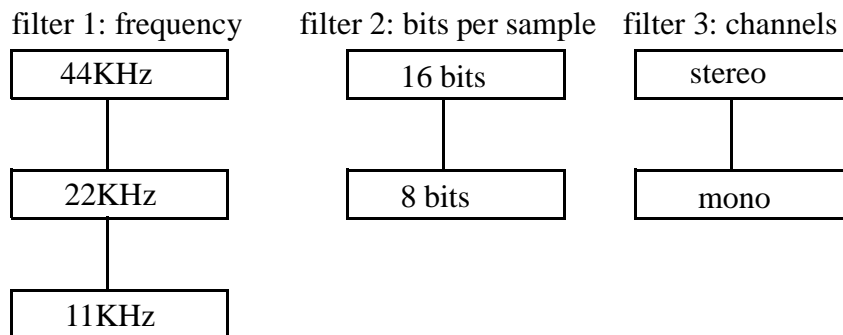 filter 1: frequency
filter 2: bits per sample
filter 3: channels
44KHz
16 bits
stereo
22KHz
8 bits
mono
11KHz